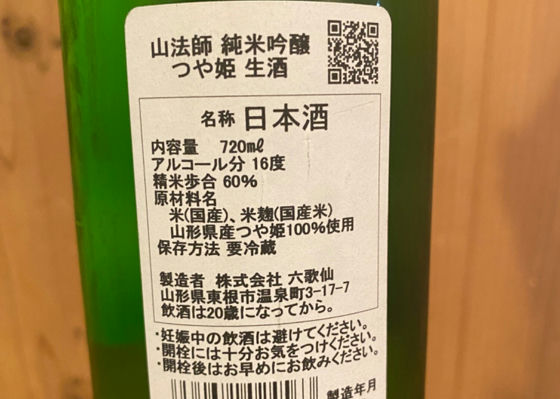 山法師 純米吟醸
つや姫 生酒
名称 日本酒
内容量 720ml
アルコール分 16度
精米歩合 60%
原材料名
米(国産)、米麹(国産米)
山形県産つや姫100%使用
保存方法 要冷蔵
製造者 株式会社 六歌仙
山形県東根市温泉町3-17-7
飲酒は20歳になってから。
・妊娠中の飲酒は避けてください。
・開栓には十分お気をつけください。
・開栓後はお早めにお飲みください。
製造年月